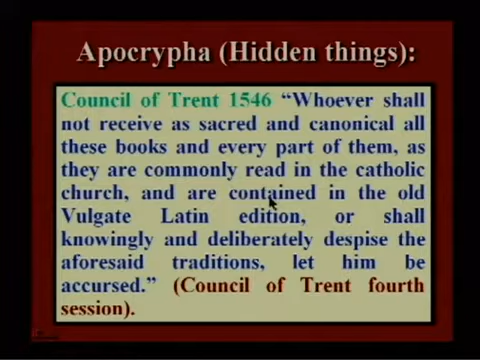 Apocrypha (Hidden things):
Council of Trent 1546 “Whoever shall
not receive as sacred and canonical all
these books and every part of them, as
they are commonly read in the catholic
church, and are contained in the old
Vulgate Latin edition, or shall
knowingly and deliberately despise the
aforesaid traditions, let him be
accursed.” (Council of Trent fourth
session).